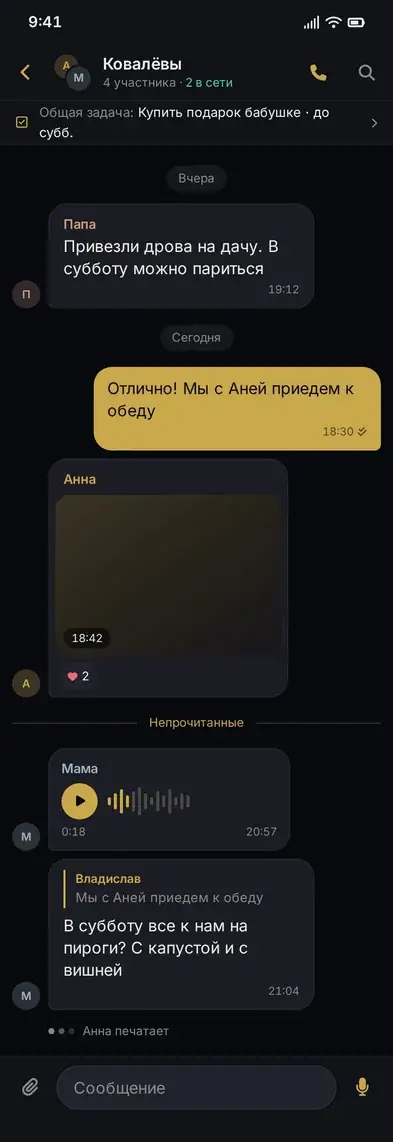 9:41
А
М
Ковалёвы
4 участника · 2 в сети
Общая задача: Купить подарок бабушке · до
субб.
Вчера
Папа
Привезли дрова на дачу. В
субботу можно париться
19:12
П
Сегодня
Отлично! Мы с Аней приедем к
обеду
18:30
Анна
18:42
2
А
Непрочитанные
Мама
0:18
20:57
М
Владислав
Мы с Аней приедем к обеду
В субботу все к нам на
пироги? С капустой и с
вишней
21:04
М
Анна печатает
Сообщение